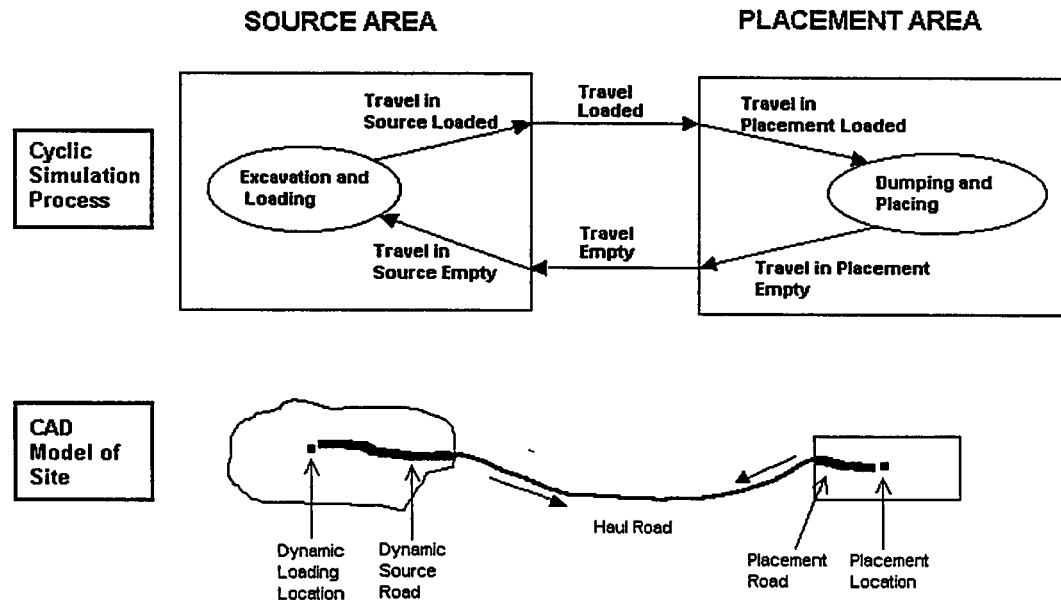 SOURCE AREA
PLACEMENT AREA
Cyclic
Simulation
Process
Travel in
Source Loaded
Travel
Loaded
Travel in
Placement Loaded
Excavation and
Loading
Dumping and
Placing
Travel in
Source Empty
Travel
Empty
Travel in Placement
Empty
CAD
Model of
Site
Haul Road
Dynamic
Loading
Location
Dynamic
Source
Road
Placement
Road
Placement
Location